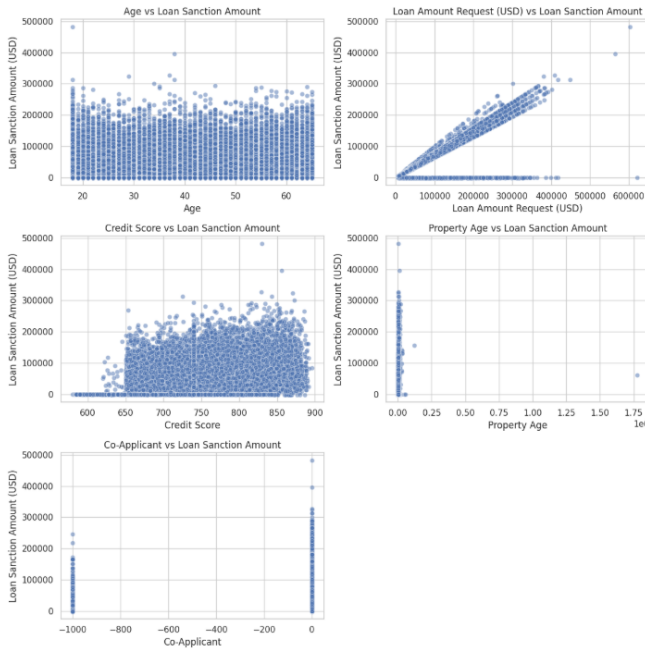 Age vs Loan Sanction Amount
500000
400000
300000
200000
100000
0
Loan Sanction Amount (USD)
20 30 40 50 60
Age
Loan Amount Request (USD) vs Loan Sanction Amount
500000
400000
300000
200000
100000
0
Loan Sanction Amount (USD)
0 100000 200000 300000 400000 500000 600000
Loan Amount Request (USD)
Credit Score vs Loan Sanction Amount
500000
400000
300000
200000
100000
0
Loan Sanction Amount (USD)
600 650 700 750 800 850 900
Credit Score
Property Age vs Loan Sanction Amount
500000
400000
300000
200000
100000
0
Loan Sanction Amount (USD)
0.00 0.25 0.50 0.75 1.00 1.25 1.50 1.75
Property Age
Co-Applicant vs Loan Sanction Amount
500000
400000
300000
200000
100000
0
Loan Sanction Amount (USD)
−1000 −800 −600 −400 −200 0
Co-Applicant